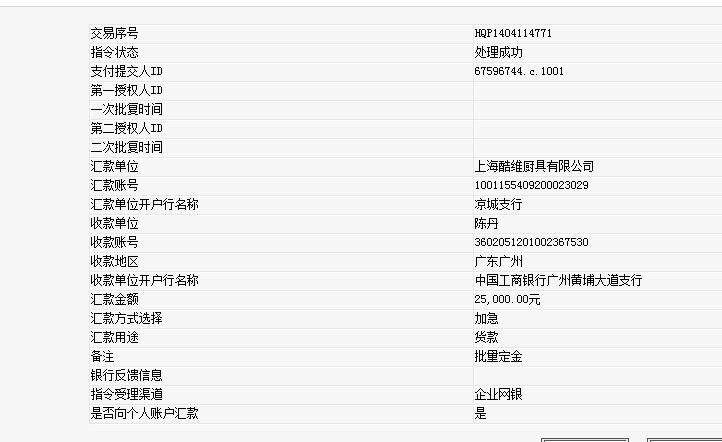 交易序号 HQP1404114771
指令状态 处理成功
支付提交人ID 67596744.c.1001
第一授权人ID
一次批复时间
第二授权人ID
二次批复时间
汇款单位 上海酷维厨具有限公司
汇款账号 1001155409200023029
汇款单位开户行名称 凉城支行
收款单位 陈丹
收款账号 3602051201002367530
收款地区 广东广州
收款单位开户行名称 中国工商银行广州黄埔大道支行
汇款金额 25,000.00元
汇款方式选择 加急
汇款用途 货款
备注 批量定金
银行反馈信息
指令受理渠道 企业网银
是否向个人账户汇款 是